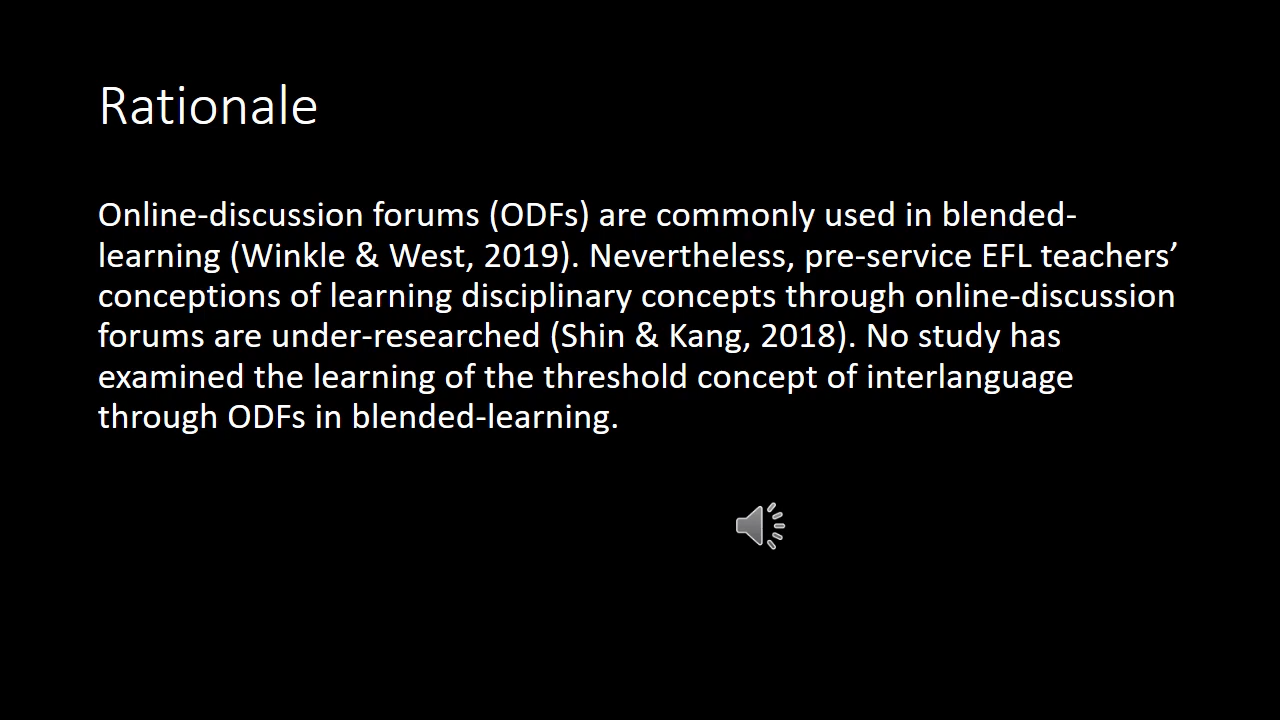 Rationale
Online-discussion forums (ODFs) are commonly used in blended-
learning (Winkle & West, 2019). Nevertheless, pre-service EFL teachers’
conceptions of learning disciplinary concepts through online-discussion
forums are under-researched (Shin & Kang, 2018). No study has
examined the learning of the threshold concept of interlanguage
through ODFs in blended-learning.